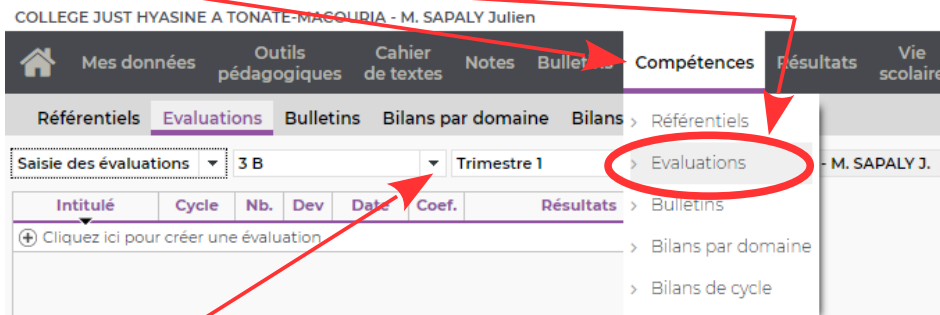 COLLEGE JUST HYASINE A TONATE-MACOURIA - M. SAPALY Julien
Mes données Outils pédagogiques Cahier de textes Notes Bulletins Compétences Résultats Vie scolaire
Référentiels Evaluations Bulletins Bilans par domaine Bilans
> Référentiels
Saisie des évaluations 3 B Trimestre 1
> Evaluations
- M. SAPALY J.
Intitulé Cycle Nb. Dev Date Coef. Résultats
> Bulletins
Cliquez ici pour créer une évaluation
> Bilans par domaine
> Bilans de cycle